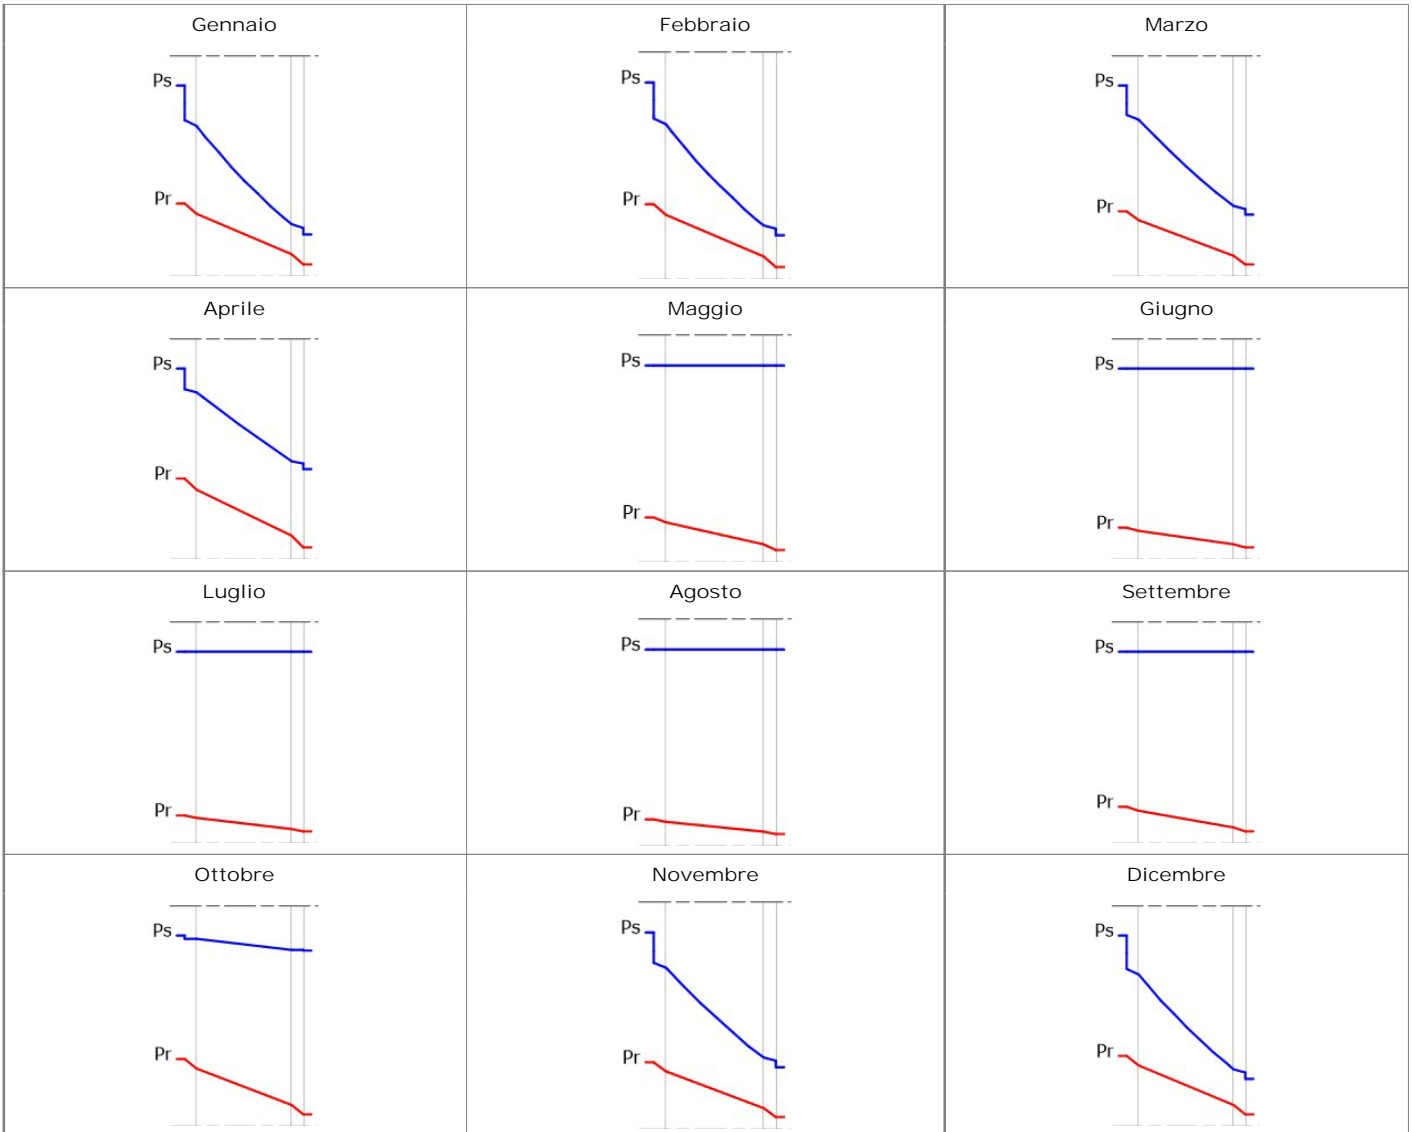 Gennaio Febbraio Marzo
Ps Ps Ps
Pr Pr Pr
Aprile Maggio Giugno
Ps Ps Ps
Pr Pr Pr
Luglio Agosto Settembre
Ps Ps Ps
Pr Pr Pr
Ottobre Novembre Dicembre
Ps Ps Ps
Pr Pr Pr